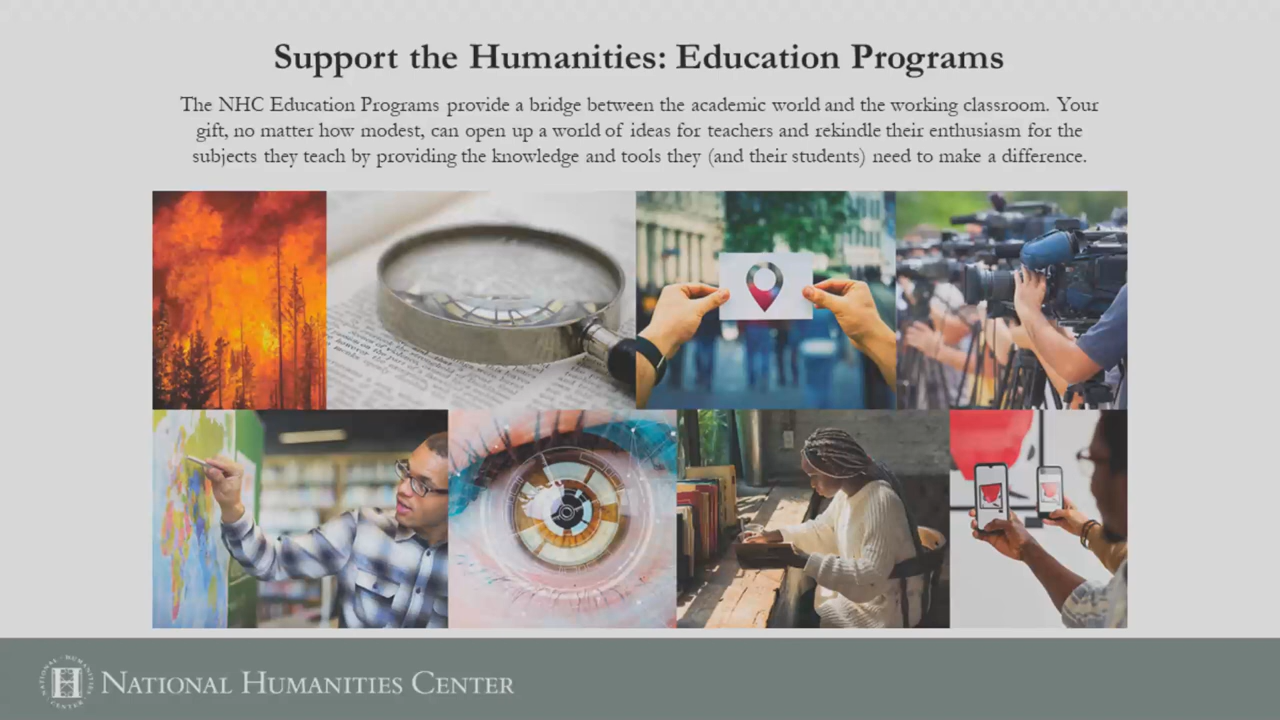 Support the Humanities: Education Programs
The NHC Education Programs provide a bridge between the academic world and the working classroom. Your
gift, no matter how modest, can open up a world of ideas for teachers and rekindle their enthusiasm for the
subjects they teach by providing the knowledge and tools they (and their students) need to make a difference.
NATIONAL HUMANITIES CENTER